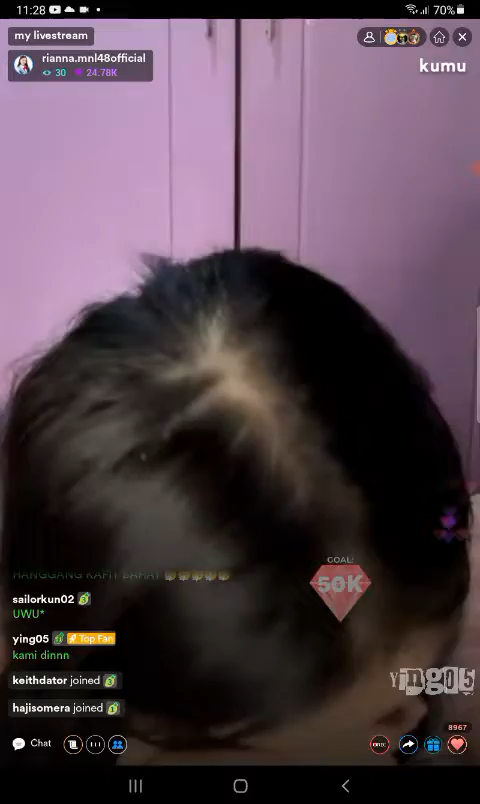 11:28
70%
my livestream
rianna.mnl48official
30
24.78K
kumu
HANGGANG KAPIT BAHAY
GOAL:
50K
sailorkun02
UWU*
ying05 Top Fan
kami dinnn
Ying05
keithdator joined
hajisomera joined
8967
Chat